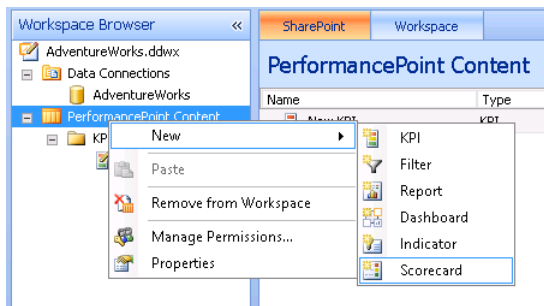 Workspace Browser «
AdventureWorks.ddwx
Data Connections
AdventureWorks
PerformancePoint Content
KP
New
Paste
Remove from Workspace
Manage Permissions...
Properties
SharePoint Workspace
PerformancePoint Content
Name Type
New KPI KPI
KPI
Filter
Report
Dashboard
Indicator
Scorecard